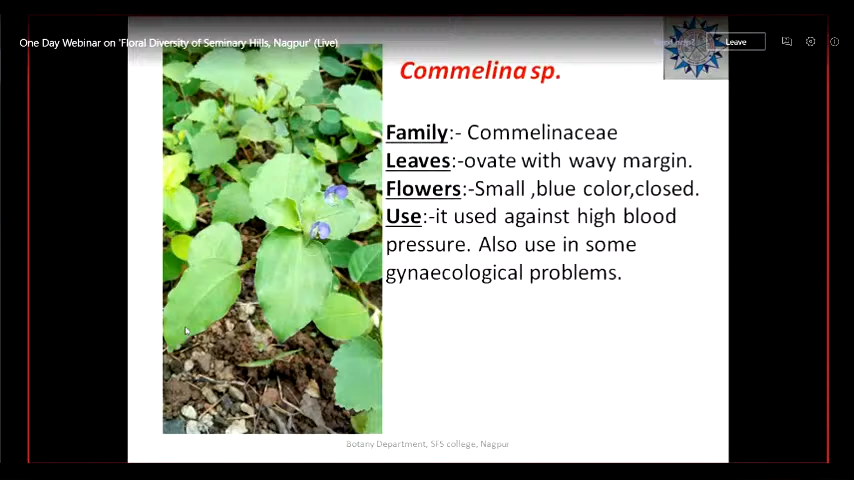 One Day Webinar on 'Floral Diversity of Seminary Hills, Nagpur' (Live)
Leave
Commelina sp.
Family:- Commelinaceae
Leaves:-ovate with wavy margin.
Flowers:-Small ,blue color,closed.
Use:-it used against high blood
pressure. Also use in some
gynaecological problems.
Botany Department, SFS college, Nagpur